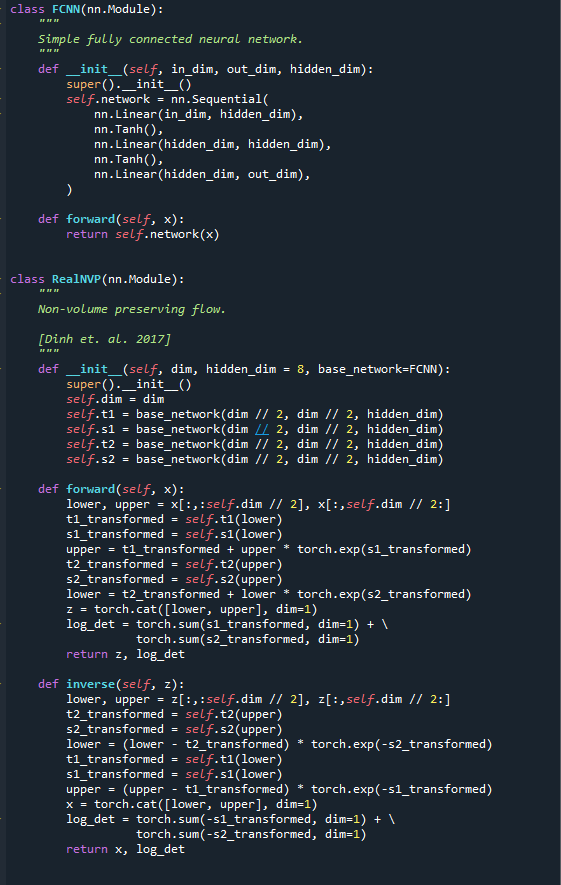 class FCNN(nn.Module):
    """
    Simple fully connected neural network.
    """
    def __init__(self, in_dim, out_dim, hidden_dim):
        super().__init__()
        self.network = nn.Sequential(
            nn.Linear(in_dim, hidden_dim),
            nn.Tanh(),
            nn.Linear(hidden_dim, hidden_dim),
            nn.Tanh(),
            nn.Linear(hidden_dim, out_dim),
        )

    def forward(self, x):
        return self.network(x)


class RealNVP(nn.Module):
    """
    Non-volume preserving flow.

    [Dinh et. al. 2017]
    """
    def __init__(self, dim, hidden_dim = 8, base_network=FCNN):
        super().__init__()
        self.dim = dim
        self.t1 = base_network(dim // 2, dim // 2, hidden_dim)
        self.s1 = base_network(dim // 2, dim // 2, hidden_dim)
        self.t2 = base_network(dim // 2, dim // 2, hidden_dim)
        self.s2 = base_network(dim // 2, dim // 2, hidden_dim)

    def forward(self, x):
        lower, upper = x[:,:self.dim // 2], x[:,self.dim // 2:]
        t1_transformed = self.t1(lower)
        s1_transformed = self.s1(lower)
        upper = t1_transformed + upper * torch.exp(s1_transformed)
        t2_transformed = self.t2(upper)
        s2_transformed = self.s2(upper)
        lower = t2_transformed + lower * torch.exp(s2_transformed)
        z = torch.cat([lower, upper], dim=1)
        log_det = torch.sum(s1_transformed, dim=1) + \
                  torch.sum(s2_transformed, dim=1)
        return z, log_det

    def inverse(self, z):
        lower, upper = z[:,:self.dim // 2], z[:,self.dim // 2:]
        t2_transformed = self.t2(upper)
        s2_transformed = self.s2(upper)
        lower = (lower - t2_transformed) * torch.exp(-s2_transformed)
        t1_transformed = self.t1(lower)
        s1_transformed = self.s1(lower)
        upper = (upper - t1_transformed) * torch.exp(-s1_transformed)
        x = torch.cat([lower, upper], dim=1)
        log_det = torch.sum(-s1_transformed, dim=1) + \
                  torch.sum(-s2_transformed, dim=1)
        return x, log_det